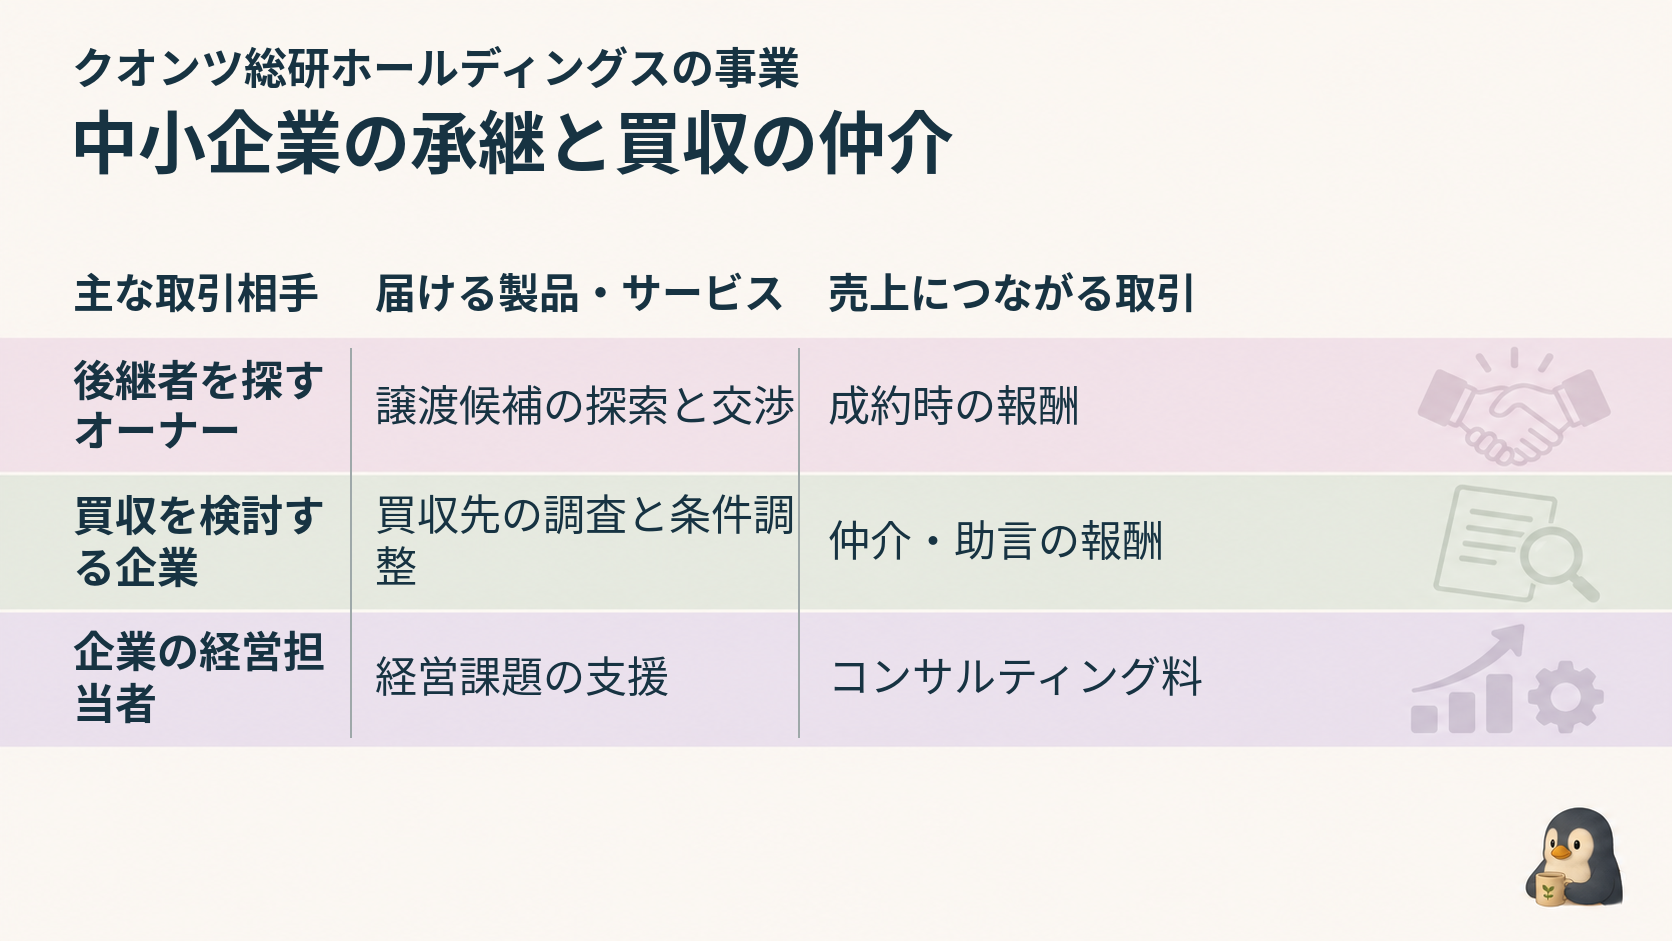 クオンツ総研ホールディングスの事業
中小企業の承継と買収の仲介
主な取引相手
届ける製品・サービス
売上につながる取引
後継者を探す
オーナー
譲渡候補の探索と交渉
成約時の報酬
買収を検討す
る企業
買収先の調査と条件調
整
仲介・助言の報酬
企業の経営担
当者
経営課題の支援
コンサルティング料